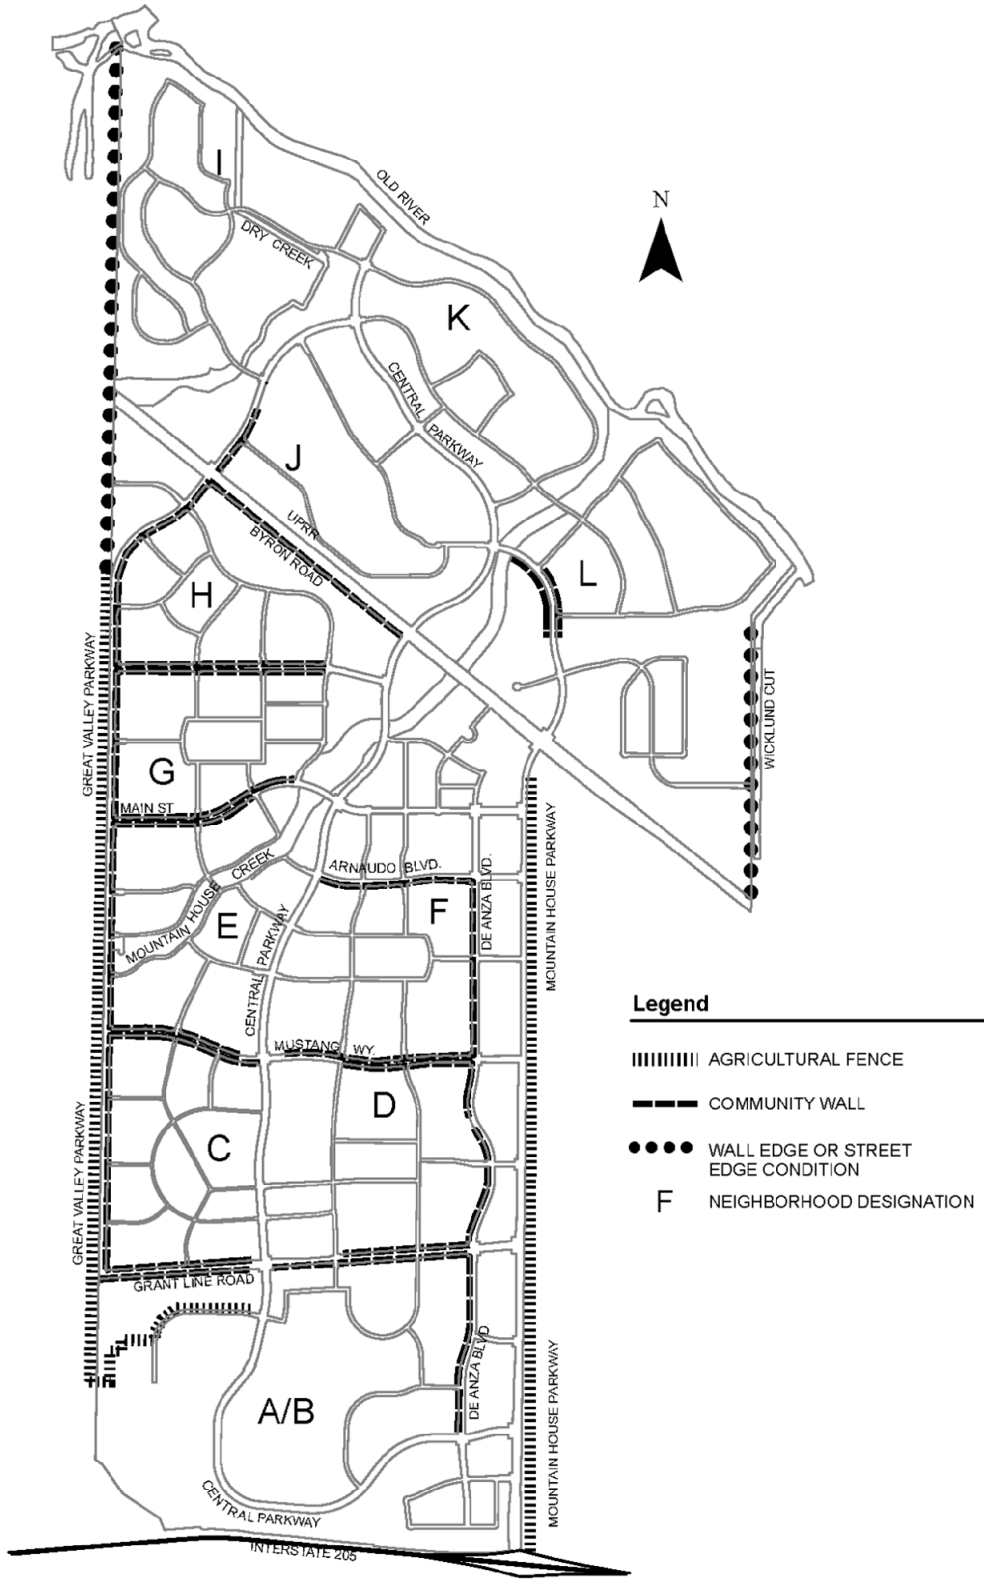 I
OLD RIVER
N
DRY CREEK
K
CENTRAL
PARKWAY
J
UPRR
BYRON ROAD
L
H
GREAT VALLEY PARKWAY
WICKLUND CUT
G
MAIN ST
MOUNTAIN HOUSE PARKWAY
ARNAUDO BLVD.
MOUNTAIN HOUSE CREEK
DE ANZA BLVD.
E
F
CENTRAL PARKWAY
Legend
MUSTANG WY.
AGRICULTURAL FENCE
COMMUNITY WALL
D
C
WALL EDGE OR STREET
EDGE CONDITION
F
NEIGHBORHOOD DESIGNATION
GREAT VALLEY PARKWAY
GRANT LINE ROAD
DE ANZA BLVD
MOUNTAIN HOUSE PARKWAY
A/B
CENTRAL PARKWAY
INTERSTATE 205